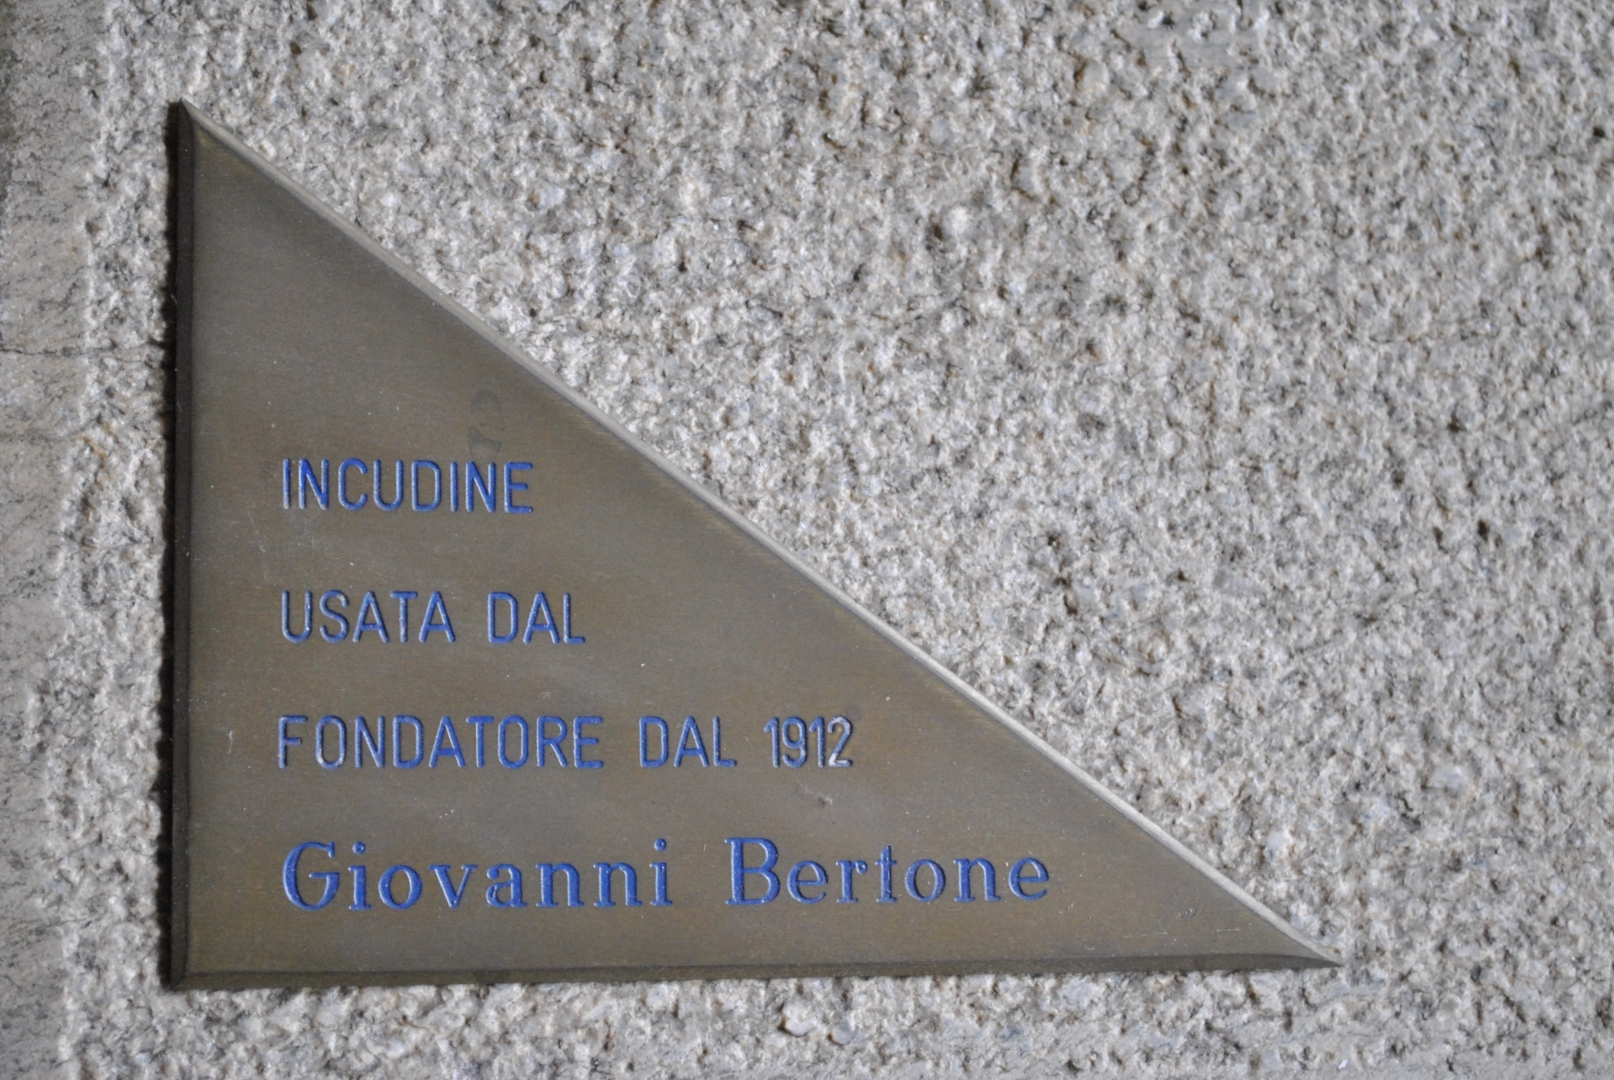 INCUDINE
USATA DAL
FONDATORE DAL 1912
Giovanni Bertone